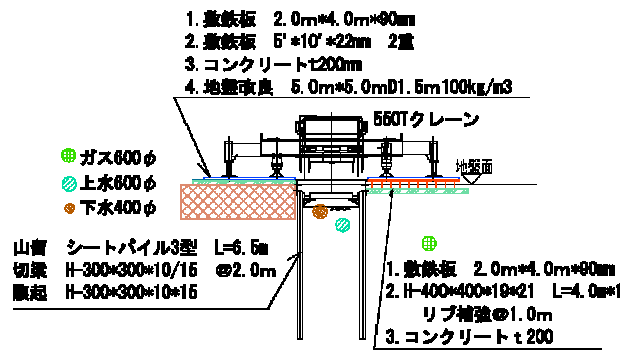 1.敷鉄板 2.0m*4.0m*90mm
2.敷鉄板 5'*10'*22mm 2重
3.コンクリートt200mm
4.地盤改良 5.0m*5.0mD1.5m100kg/m3
550Tクレーン
ガス600φ
上水600φ
下水400φ
地盤面
山留 シートパイル3型 L=6.5m
切梁 H-300*300*10/15 @2.0m
腹起 H-300*300*10*15
1.敷鉄板 2.0m*4.0m*90mm
2.H-400*400*19*21 L=4.0m*1
リブ補強@1.0m
3.コンクリートt200